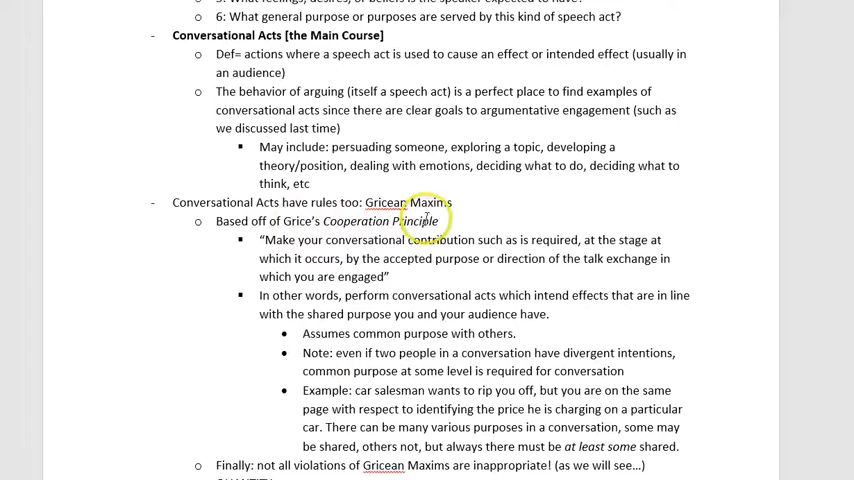 o 6: What general purpose or purposes are served by this kind of speech act?
- Conversational Acts [the Main Course]
o Def= actions where a speech act is used to cause an effect or intended effect (usually in
an audience)
o The behavior of arguing (itself a speech act) is a perfect place to find examples of
conversational acts since there are clear goals to argumentative engagement (such as
we discussed last time)
▪ May include: persuading someone, exploring a topic, developing a
theory/position, dealing with emotions, deciding what to do, deciding what to
think, etc
- Conversational Acts have rules too: Gricean Maxims
o Based off of Grice’s Cooperation Principle
▪ “Make your conversational contribution such as is required, at the stage at
which it occurs, by the accepted purpose or direction of the talk exchange in
which you are engaged”
▪ In other words, perform conversational acts which intend effects that are in line
with the shared purpose you and your audience have.
• Assumes common purpose with others.
• Note: even if two people in a conversation have divergent intentions,
common purpose at some level is required for conversation
• Example: car salesman wants to rip you off, but you are on the same
page with respect to identifying the price he is charging on a particular
car. There can be many various purposes in a conversation, some may
be shared, others not, but always there must be at least some shared.
o Finally: not all violations of Gricean Maxims are inappropriate! (as we will see…)